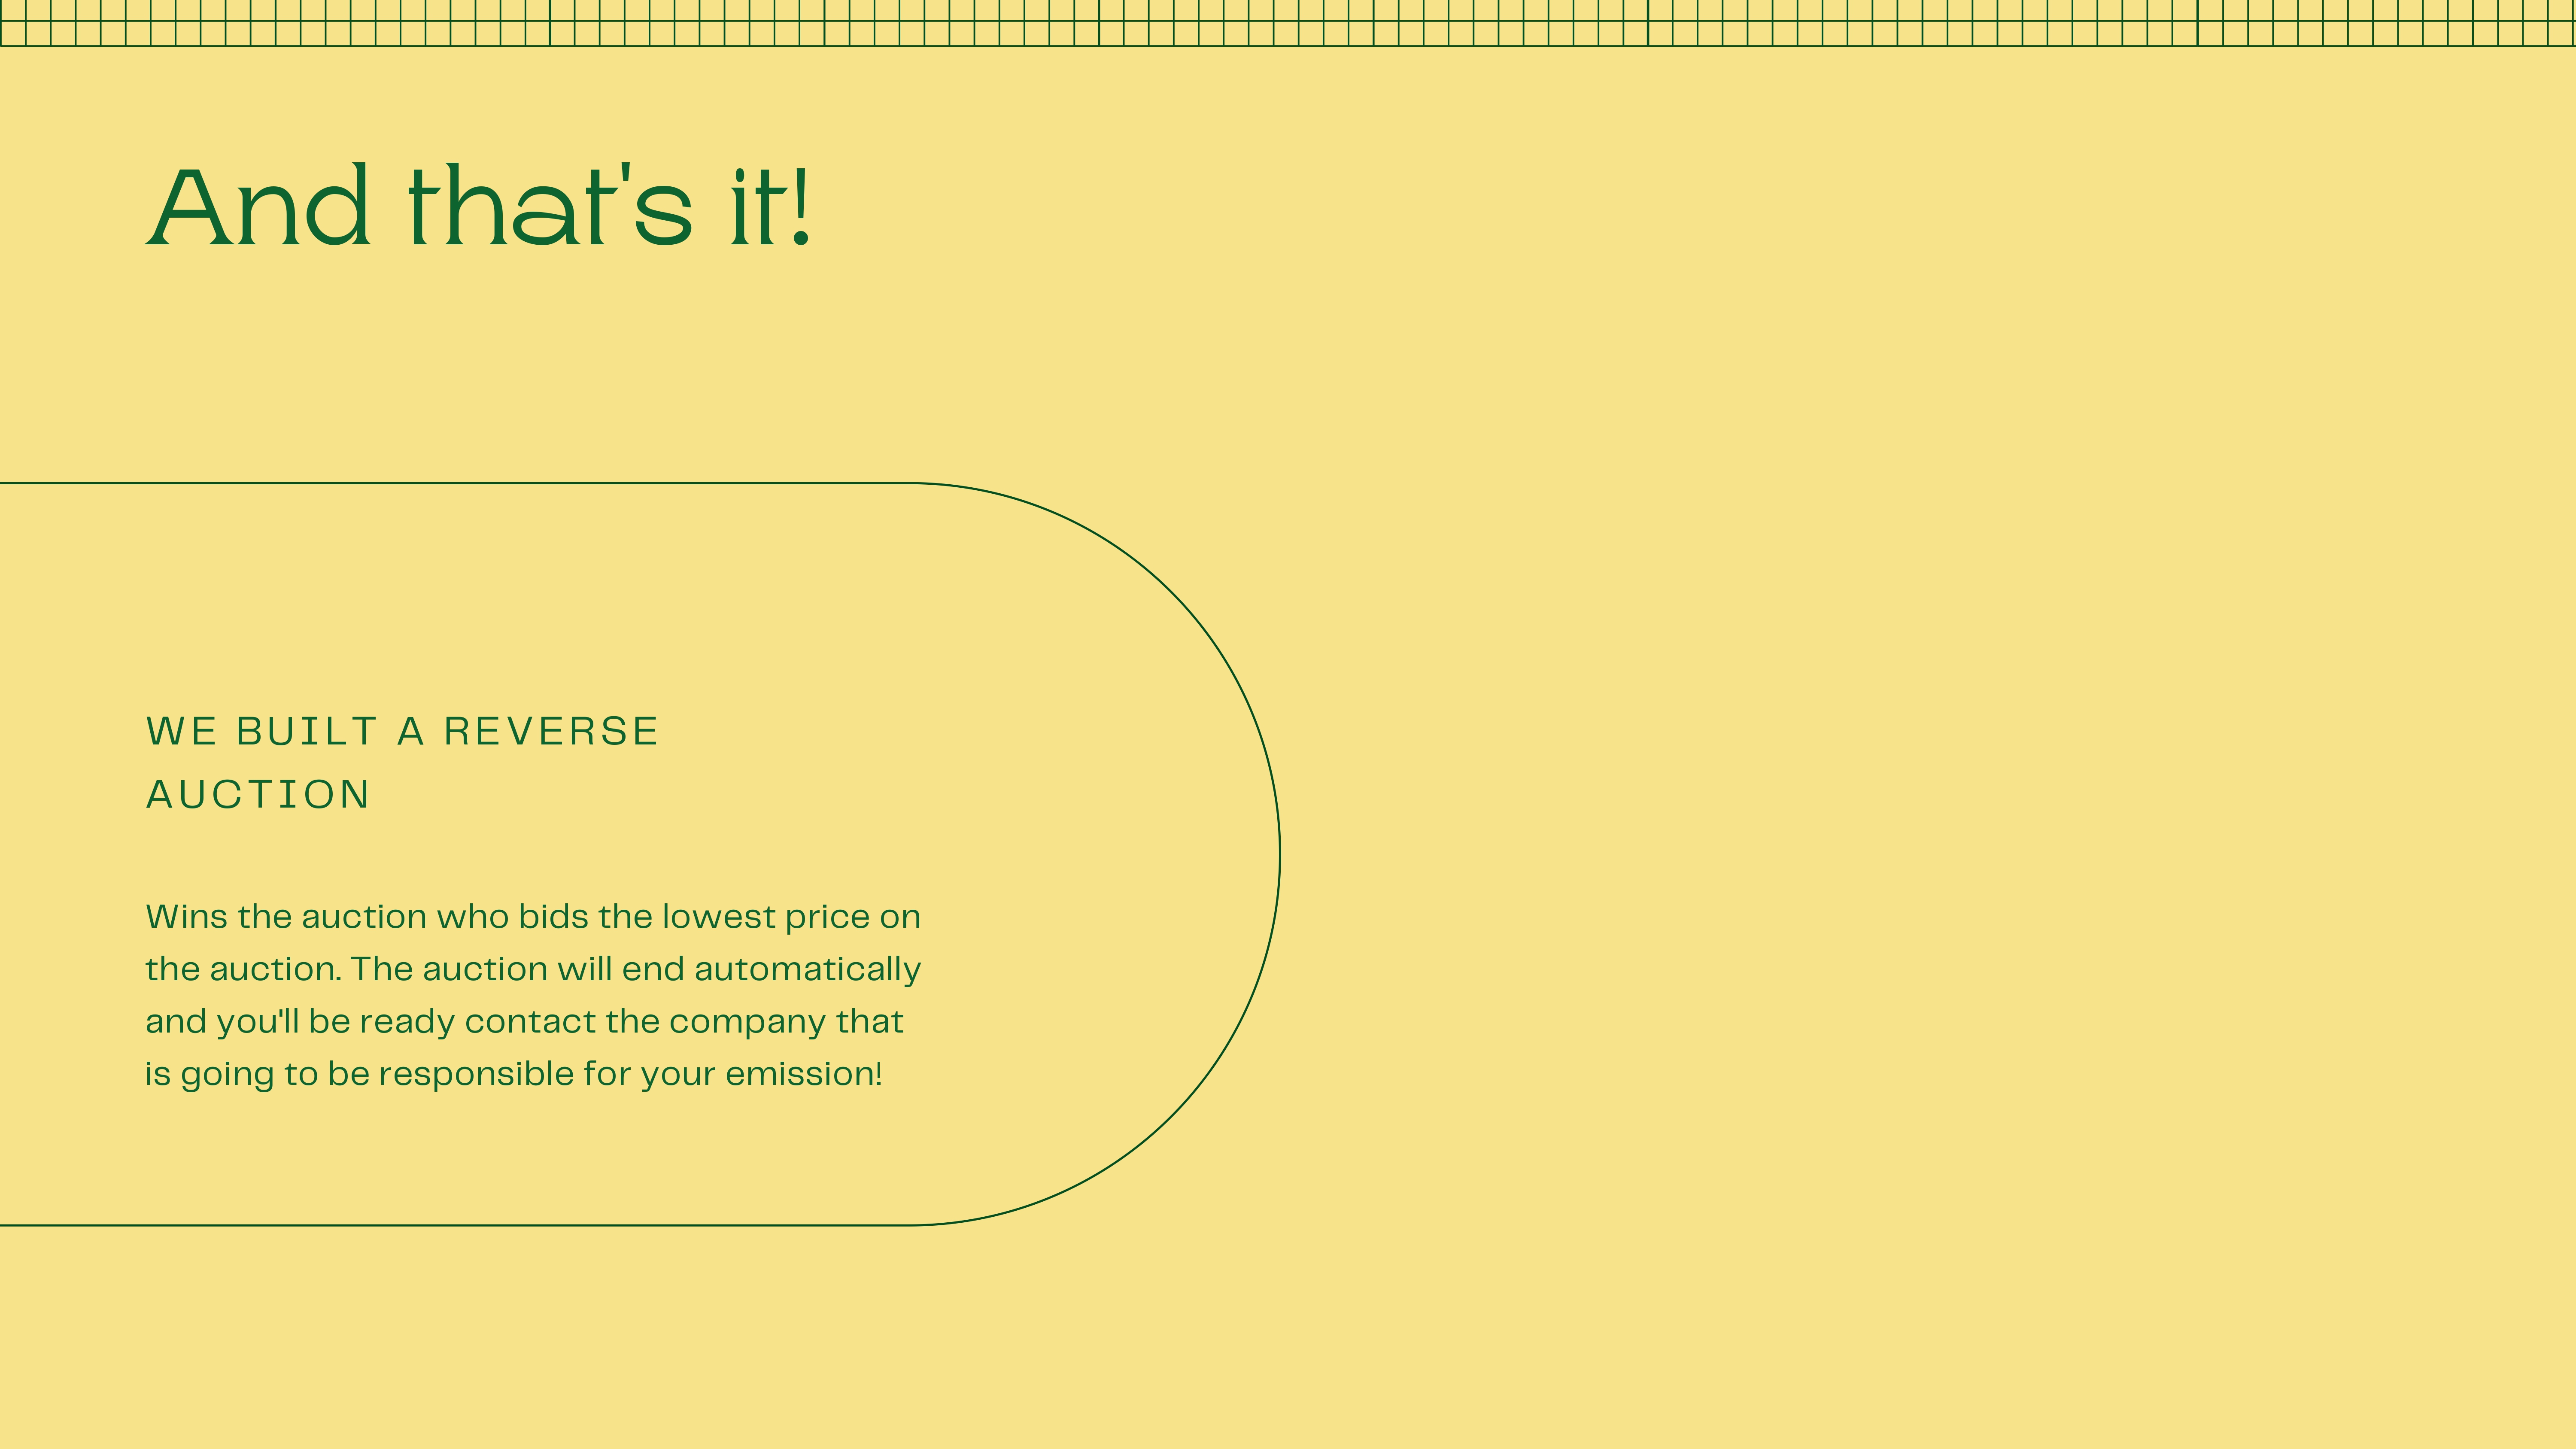 And that's it!
WE BUILT A REVERSE
AUCTION
Wins the auction who bids the lowest price on
the auction. The auction will end automatically
and you'll be ready contact the company that
is going to be responsible for your emission!